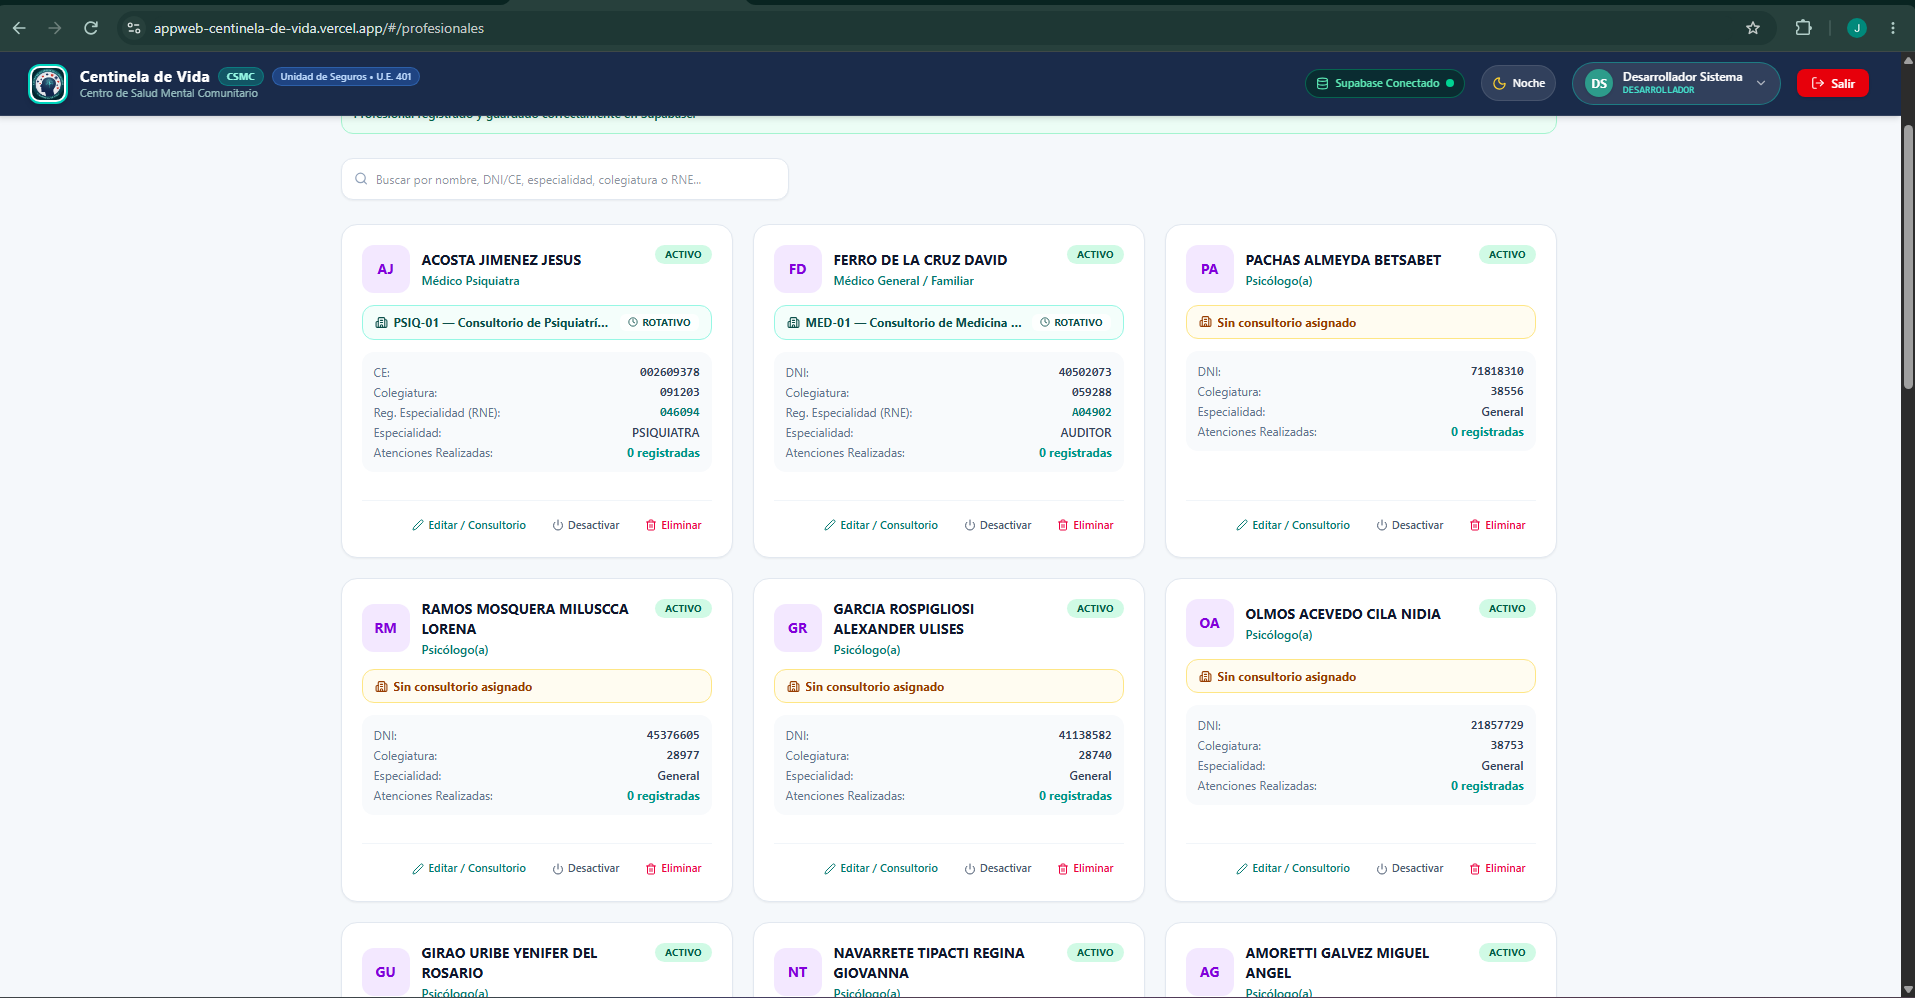 appweb-centinela-de-vida.vercel.app/#/profesionales
J
Centinela de Vida
CSMC
Unidad de Seguros • U.E. 401
Centro de Salud Mental Comunitario
Supabase Conectado
Noche
DS
Desarrollador Sistema
DESARROLLADOR
Salir
Profesional registrado y guardado correctamente en Supabase.
Buscar por nombre, DNI/CE, especialidad, colegiatura o RNE...
AJ
ACOSTA JIMENEZ JESUS
Médico Psiquiatra
ACTIVO
PSIQ-01 — Consultorio de Psiquiatrí...
ROTATIVO
CE: 002609378
Colegiatura: 091203
Reg. Especialidad (RNE): 046094
Especialidad: PSIQUIATRA
Atenciones Realizadas: 0 registradas
Editar / Consultorio
Desactivar
Eliminar
FD
FERRO DE LA CRUZ DAVID
Médico General / Familiar
ACTIVO
MED-01 — Consultorio de Medicina ...
ROTATIVO
DNI: 40502073
Colegiatura: 059288
Reg. Especialidad (RNE): A04902
Especialidad: AUDITOR
Atenciones Realizadas: 0 registradas
Editar / Consultorio
Desactivar
Eliminar
PA
PACHAS ALMEYDA BETSABET
Psicólogo(a)
ACTIVO
Sin consultorio asignado
DNI: 71818310
Colegiatura: 38556
Especialidad: General
Atenciones Realizadas: 0 registradas
Editar / Consultorio
Desactivar
Eliminar
RM
RAMOS MOSQUERA MILUSCCA
LORENA
Psicólogo(a)
ACTIVO
Sin consultorio asignado
DNI: 45376605
Colegiatura: 28977
Especialidad: General
Atenciones Realizadas: 0 registradas
Editar / Consultorio
Desactivar
Eliminar
GR
GARCIA ROSPIGLIOSI
ALEXANDER ULISES
Psicólogo(a)
ACTIVO
Sin consultorio asignado
DNI: 41138582
Colegiatura: 28740
Especialidad: General
Atenciones Realizadas: 0 registradas
Editar / Consultorio
Desactivar
Eliminar
OA
OLMOS ACEVEDO CILA NIDIA
Psicólogo(a)
ACTIVO
Sin consultorio asignado
DNI: 21857729
Colegiatura: 38753
Especialidad: General
Atenciones Realizadas: 0 registradas
Editar / Consultorio
Desactivar
Eliminar
GU
GIRAO URIBE YENIFER DEL
ROSARIO
Psicólogo(a)
ACTIVO
NT
NAVARRETE TIPACTI REGINA
GIOVANNA
Psicólogo(a)
ACTIVO
AG
AMORETTI GALVEZ MIGUEL
ANGEL
Psicólogo(a)
ACTIVO